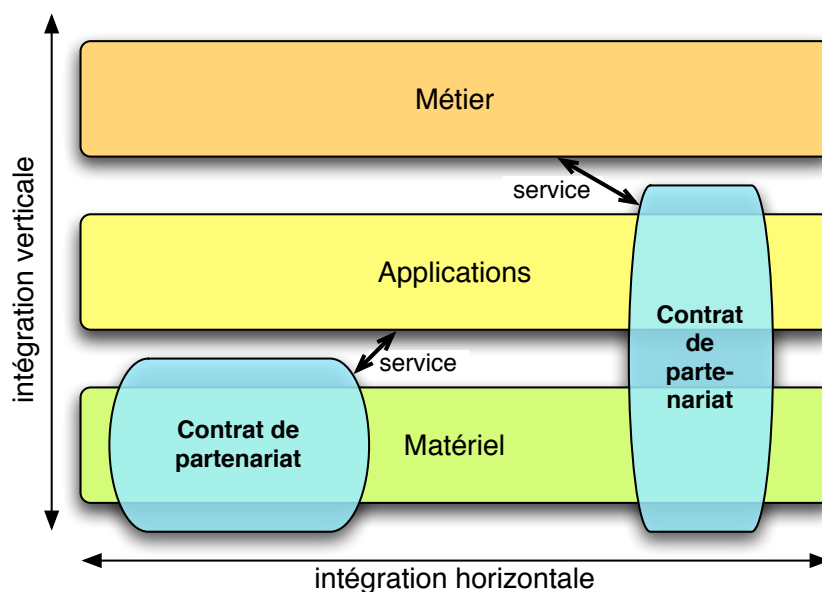 Métier
service
intégration verticale
Applications
Contrat
de
parte-
nariat
service
Contrat de
partenariat
Matériel
intégration horizontale